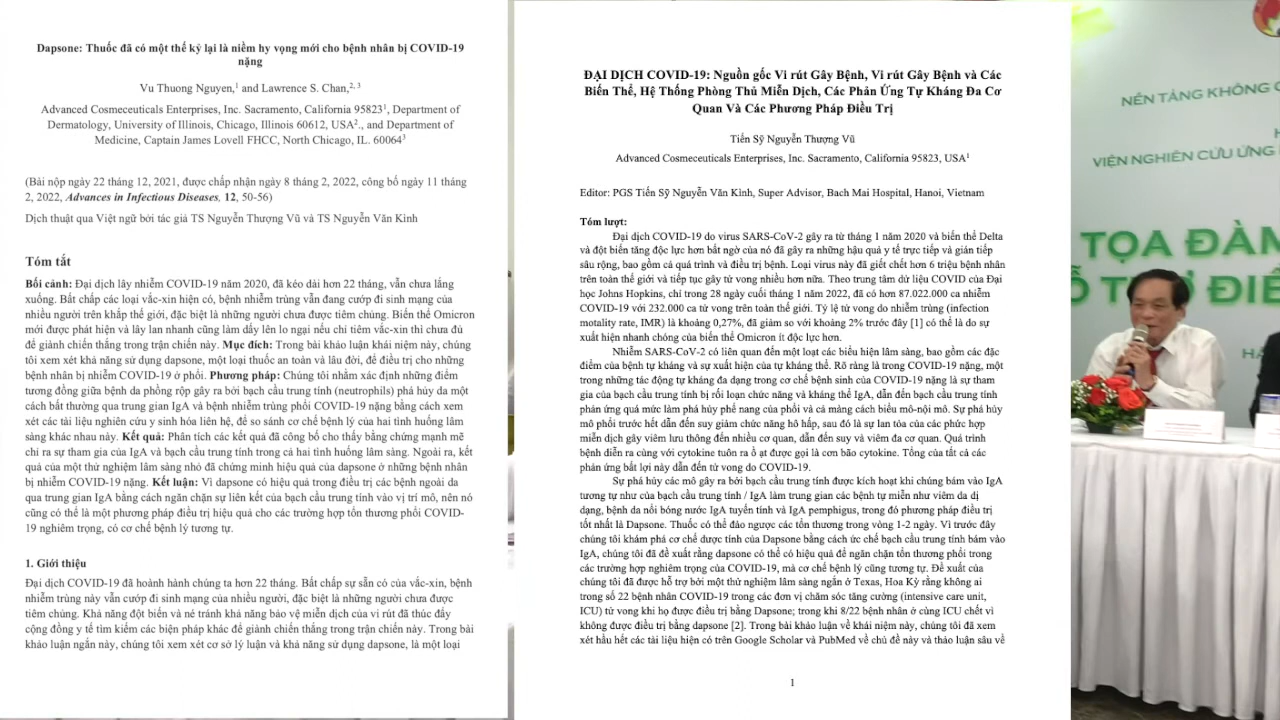 Dapsone: Thuốc đã có một thế kỷ lại là niềm hy vọng mới cho bệnh nhân bị COVID-19
nặng
Vu Thuong Nguyen,¹ and Lawrence S. Chan,²,³
Advanced Cosmeceuticals Enterprises, Inc. Sacramento, California 95823¹, Department of
Dermatology, University of Illinois, Chicago, Illinois 60612, USA²., and Department of
Medicine, Captain James Lovell FHCC, North Chicago, IL. 60064³
(Bài nộp ngày 22 tháng 12, 2021, được chấp nhận ngày 8 tháng 2, 2022, công bố ngày 11 tháng
2, 2022, Advances in Infectious Diseases, 12, 50-56)
Dịch thuật qua Việt ngữ bởi tác giả TS Nguyễn Thượng Vũ và TS Nguyễn Văn Kính
Tóm tắt
Bối cảnh: Đại dịch lây nhiễm COVID-19 năm 2020, đã kéo dài hơn 22 tháng, vẫn chưa lắng
xuống. Bất chấp các loại vắc-xin hiện có, bệnh nhiễm trùng vẫn đang cướp đi sinh mạng của
nhiều người trên khắp thế giới, đặc biệt là những người chưa được tiêm chủng. Biến thể Omicron
mới được phát hiện và lây lan nhanh cũng làm dấy lên lo ngại nếu chỉ tiêm vắc-xin thì chưa đủ
để giành chiến thắng trong trận chiến này. Mục đích: Trong bài khảo luận khái niệm này, chúng
tôi xem xét khả năng sử dụng dapsone, một loại thuốc an toàn và lâu đời, để điều trị cho những
bệnh nhân bị nhiễm COVID-19 ở phổi. Phương pháp: Chúng tôi nhằm xác định những điểm
tương đồng giữa bệnh da phồng rộp gây ra bởi bạch cầu trung tính (neutrophils) phá hủy da một
cách bất thường qua trung gian IgA và bệnh nhiễm trùng phổi COVID-19 nặng bằng cách xem
xét các tài liệu nghiên cứu y sinh hóa liên hệ, để so sánh cơ chế bệnh lý của hai tình huống lâm
sàng khác nhau này. Kết quả: Phân tích các kết quả đã công bố cho thấy bằng chứng mạnh mẽ
chỉ ra sự tham gia của IgA và bạch cầu trung tính trong cả hai tình huống lâm sàng. Ngoài ra, kết
quả của một thử nghiệm lâm sàng nhỏ đã chứng minh hiệu quả của dapsone ở những bệnh nhân
bị nhiễm COVID-19 nặng. Kết luận: Vì dapsone có hiệu quả trong điều trị các bệnh ngoài da
qua trung gian IgA bằng cách ngăn chặn sự liên kết của bạch cầu trung tính vào vị trí mô, nên nó
cũng có thể là một phương pháp điều trị hiệu quả cho các trường hợp tổn thương phổi COVID-
19 nghiêm trọng, có cơ chế bệnh lý tương tự.
1. Giới thiệu
Đại dịch COVID-19 đã hoành hành chúng ta hơn 22 tháng. Bất chấp sự sẵn có của vắc-xin, bệnh
nhiễm trùng này vẫn cướp đi sinh mạng của nhiều người, đặc biệt là những người chưa được
tiêm chủng. Khả năng đột biến và né tránh khả năng bảo vệ miễn dịch của vi rút đã thúc đẩy
cộng đồng y tế tìm kiếm các biện pháp khác để giành chiến thắng trong trận chiến này. Trong bài
khảo luận ngắn này, chúng tôi xem xét cơ sở lý luận và khả năng sử dụng dapsone, là một loại
ĐẠI DỊCH COVID-19: Nguồn gốc Vi rút Gây Bệnh, Vi rút Gây Bệnh và Các
Biến Thể, Hệ Thống Phòng Thủ Miễn Dịch, Các Phản Ứng Tự Kháng Đa Cơ
Quan Và Các Phương Pháp Điều Trị
Tiến Sỹ Nguyễn Thượng Vũ
Advanced Cosmeceuticals Enterprises, Inc. Sacramento, California 95823, USA¹
Editor: PGS Tiến Sỹ Nguyễn Văn Kình, Super Advisor, Bach Mai Hospital, Hanoi, Vietnam
Tóm lượt:
Đại dịch COVID-19 do virus SARS-CoV-2 gây ra từ tháng 1 năm 2020 và biến thể Delta
và đột biến tăng độc lực hơn bất ngờ của nó đã gây ra những hậu quả y tế trực tiếp và gián tiếp
sâu rộng, bao gồm cả quá trình và điều trị bệnh. Loại virus này đã giết chết hơn 6 triệu bệnh nhân
trên toàn thế giới và tiếp tục gây tử vong nhiều hơn nữa. Theo trung tâm dữ liệu COVID của Đại
học Johns Hopkins, chỉ trong 28 ngày cuối tháng 1 năm 2022, đã có hơn 87.022.000 ca nhiễm
COVID-19 với 232.000 ca tử vong trên toàn thế giới. Tỷ lệ tử vong do nhiễm trùng (infection
motality rate, IMR) là khoảng 0,27%, đã giảm so với khoảng 2% trước đây [1] có thể là do sự
xuất hiện nhanh chóng của biến thể Omicron ít độc lực hơn.
Nhiễm SARS-CoV-2 có liên quan đến một loạt các biểu hiện lâm sàng, bao gồm các đặc
điểm của bệnh tự kháng và sự xuất hiện của tự kháng thể. Rõ ràng là trong COVID-19 nặng, một
trong những tác động tự kháng đa dạng trong cơ chế bệnh sinh của COVID-19 nặng là sự tham
gia của bạch cầu trung tính bị rối loạn chức năng và kháng thể IgA, dẫn đến bạch cầu trung tính
phản ứng quá mức làm phá hủy phế nang của phổi và cả màng cách biểu mô-nội mô. Sự phá hủy
mô phổi trước hết dẫn đến suy giảm chức năng hô hấp, sau đó là sự lan tỏa của các phức hợp
miễn dịch gây viêm lưu thông đến nhiều cơ quan, dẫn đến suy và viêm đa cơ quan. Quá trình
bệnh diễn ra cùng với cytokine tuôn ra ồ ạt được gọi là cơn bão cytokine. Tổng của tất cả các
phản ứng bất lợi này dẫn đến tử vong do COVID-19.
Sự phá hủy các mô gây ra bởi bạch cầu trung tính được kích hoạt khi chúng bám vào IgA
tương tự như của bạch cầu trung tính / IgA làm trung gian các bệnh tự miễn như viêm da dị
dạng, bệnh da nổi bóng nước IgA tuyến tính và IgA pemphigus, trong đó phương pháp điều trị
tốt nhất là Dapsone. Thuốc có thể đảo ngược các tổn thương trong vòng 1-2 ngày. Vì trước đây
chúng tôi khám phá cơ chế dược tính của Dapsone bằng cách ức chế bạch cầu trung tính bám vào
IgA, chúng tôi đã đề xuất rằng dapsone có thể có hiệu quả để ngăn chặn tổn thương phổi trong
các trường hợp nghiêm trọng của COVID-19, mà cơ chế bệnh lý cũng tương tự. Đề xuất của
chúng tôi đã được hỗ trợ bởi một thử nghiệm lâm sàng ngắn ở Texas, Hoa Kỳ rằng không ai
trong số 22 bệnh nhân COVID-19 trong các đơn vị chăm sóc tăng cường (intensive care unit,
ICU) tử vong khi họ được điều trị bằng Dapsone; trong khi 8/22 bệnh nhân ở cùng ICU chết vì
không được điều trị bằng dapsone [2]. Trong bài khảo luận về khái niệm này, chúng tôi đã xem
xét hầu hết các tài liệu hiện có trên Google Scholar và PubMed về chủ đề này và thảo luận sâu về
1
NỀN TẢNG KHÔNG
VIỆN NGHIÊN CỨU ỨNG
TỌA ĐÀM